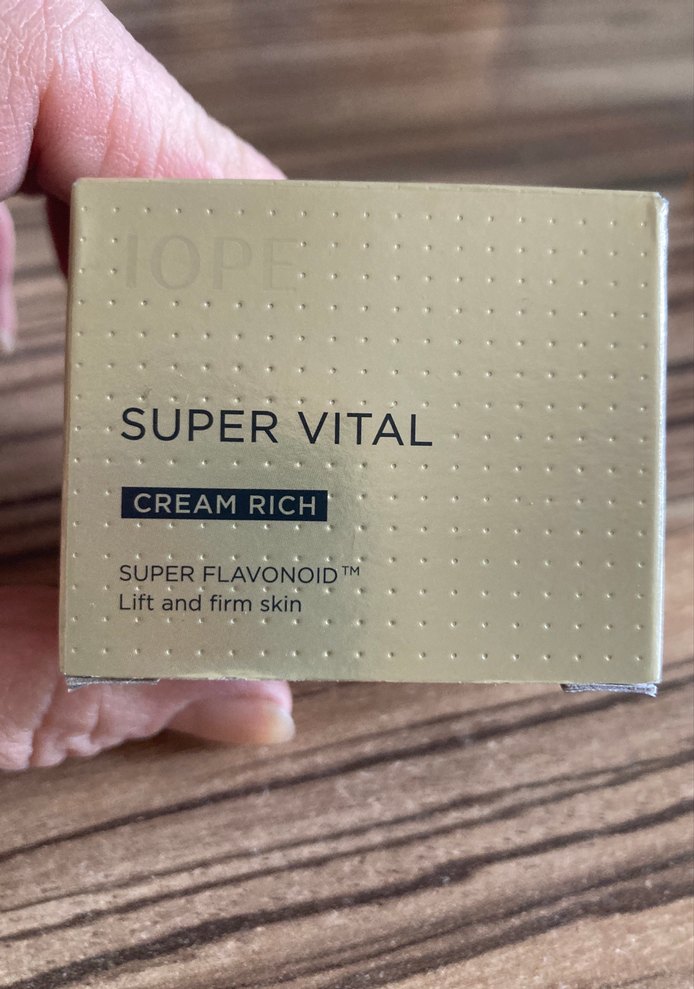 IOPE
SUPER VITAL
CREAM RICH
SUPER FLAVONOID™
Lift and firm skin